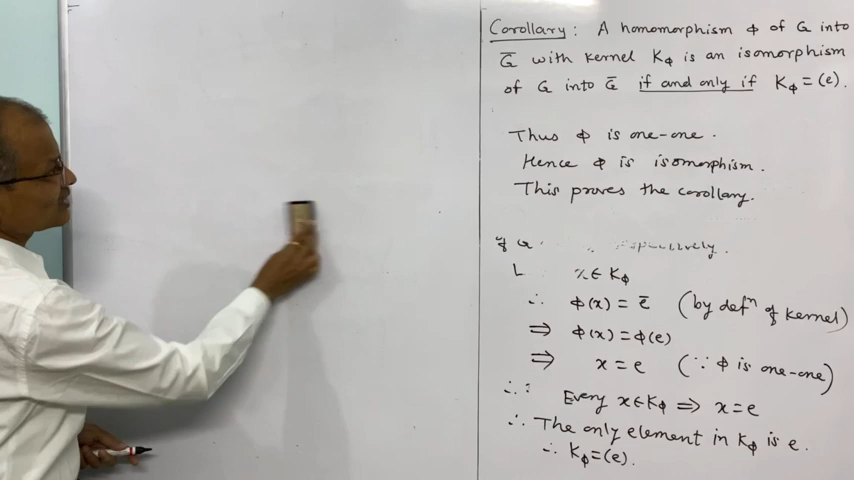 Corollary: A homomorphism ϕ of G into
Ḡ with kernel Kϕ is an isomorphism
of G into Ḡ if and only if Kϕ = (e).
Thus ϕ is one-one.
Hence ϕ is isomorphism.
This proves the corollary.
of G
L x ∈ Kϕ
∴ ϕ(x) = ē (by defⁿ of kernel)
⇒ ϕ(x) = ϕ(e)
⇒ x = e (∵ ϕ is one-one)
∴ Every x ∈ Kϕ ⇒ x = e
∴ The only element in Kϕ is e.
∴ Kϕ = (e).